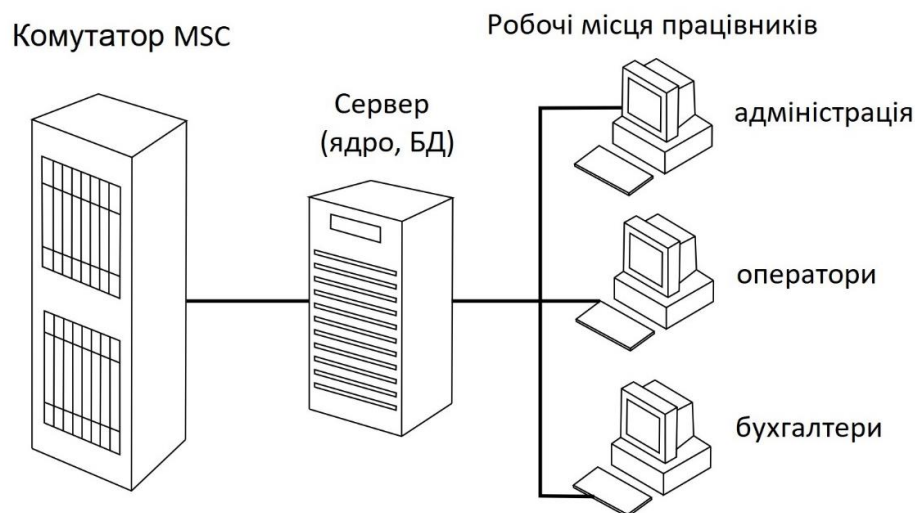 Комутатор MSC
Робочі місця працівників
Сервер
(ядро, БД)
адміністрація
оператори
бухгалтери